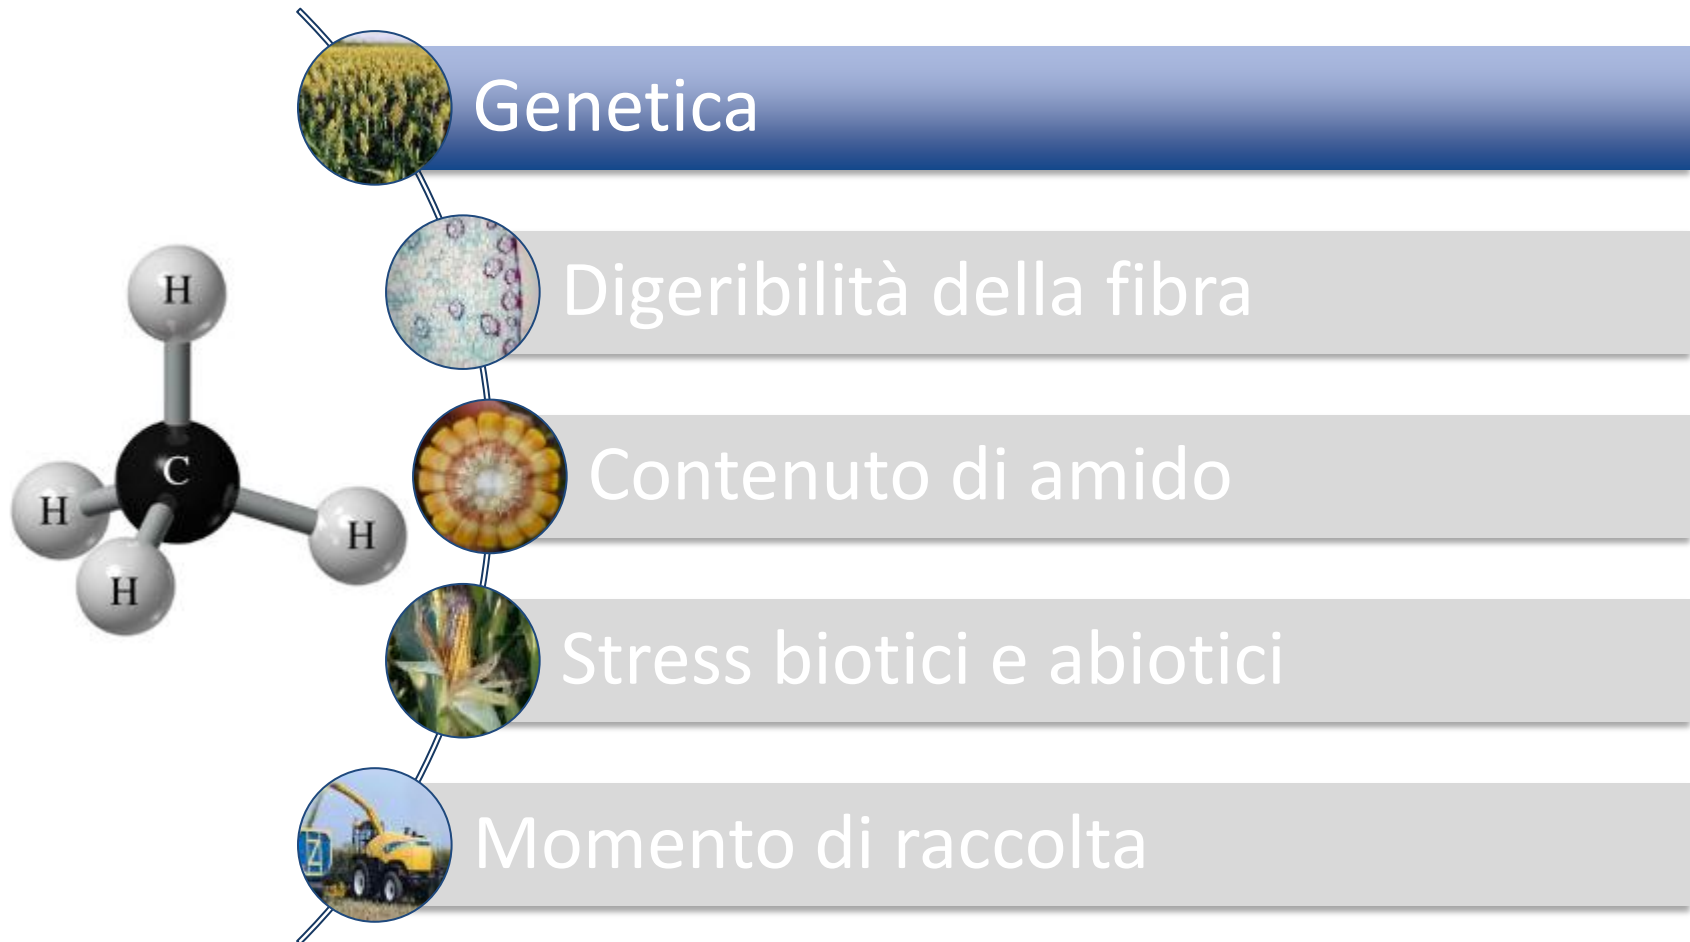 Genetica
Digeribilità della fibra
H
Contenuto di amido
C
H
H
H
Stress biotici e abiotici
Momento di raccolta